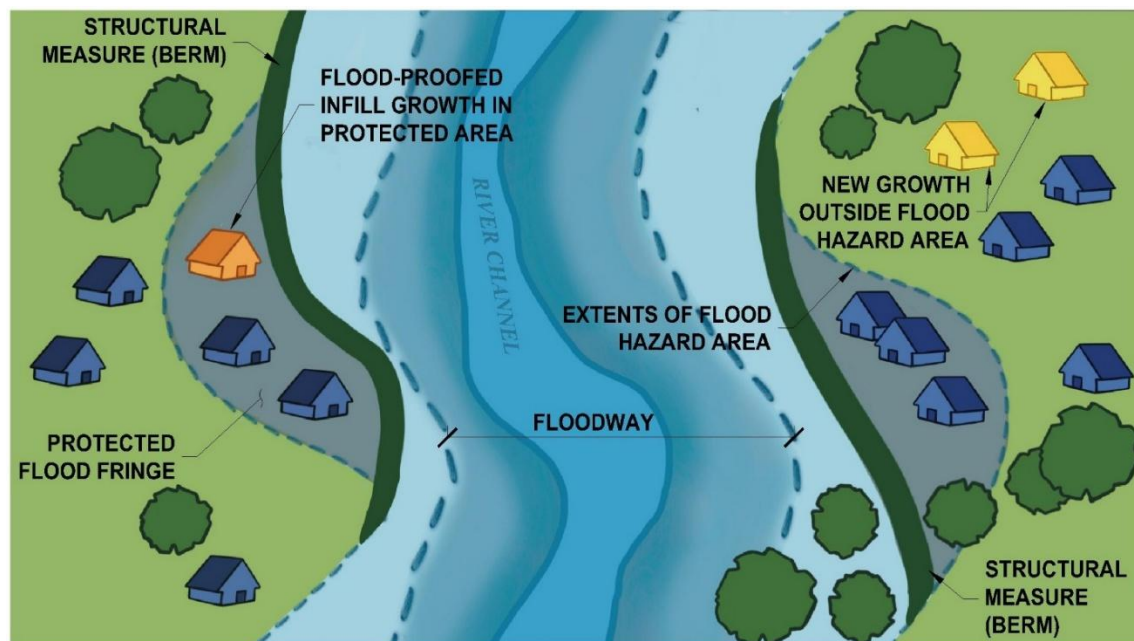 STRUCTURAL
MEASURE (BERM)
FLOOD-PROOFED
INFILL GROWTH IN
PROTECTED AREA
RIVER CHANNEL
NEW GROWTH
OUTSIDE FLOOD
HAZARD AREA
EXTENTS OF FLOOD
HAZARD AREA
FLOODWAY
PROTECTED
FLOOD FRINGE
STRUCTURAL
MEASURE
(BERM)